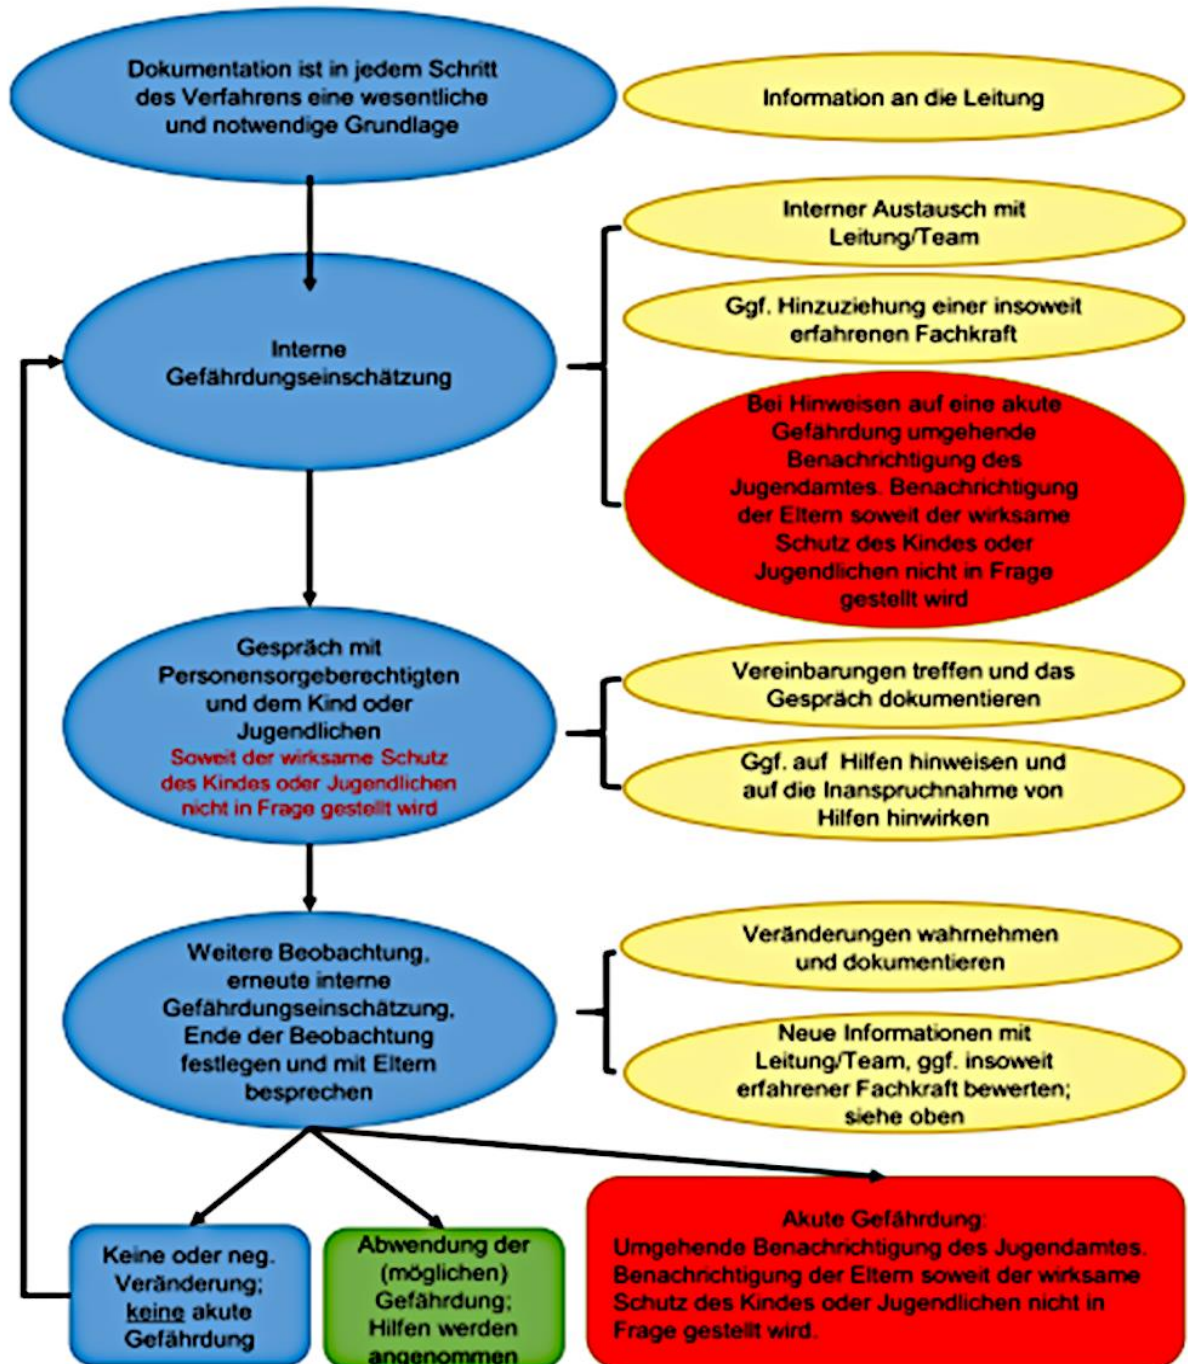 Dokumentation ist in jedem Schritt
des Verfahrens eine wesentliche
und notwendige Grundlage
Information an die Leitung
Interne
Gefährdungseinschätzung
Interner Austausch mit
Leitung/Team
Ggf. Hinzuziehung einer insoweit
erfahrenen Fachkraft
Bei Hinweisen auf eine akute
Gefährdung umgehende
Benachrichtigung des
Jugendamtes. Benachrichtigung
der Eltern soweit der wirksame
Schutz des Kindes oder
Jugendlichen nicht in Frage
gestellt wird
Gespräch mit
Personensorgeberechtigten
und dem Kind oder
Jugendlichen
Soweit der wirksame Schutz
des Kindes oder Jugendlichen
nicht in Frage gestellt wird
Vereinbarungen treffen und das
Gespräch dokumentieren
Ggf. auf Hilfen hinweisen und
auf die Inanspruchnahme von
Hilfen hinwirken
Weitere Beobachtung,
erneute interne
Gefährdungseinschätzung,
Ende der Beobachtung
festlegen und mit Eltern
besprechen
Veränderungen wahrnehmen
und dokumentieren
Neue Informationen mit
Leitung/Team, ggf. insoweit
erfahrener Fachkraft bewerten;
siehe oben
Keine oder neg.
Veränderung;
keine akute
Gefährdung
Abwendung der
(möglichen)
Gefährdung;
Hilfen werden
angenommen
Akute Gefährdung:
Umgehende Benachrichtigung des Jugendamtes.
Benachrichtigung der Eltern soweit der wirksame
Schutz des Kindes oder Jugendlichen nicht in
Frage gestellt wird.